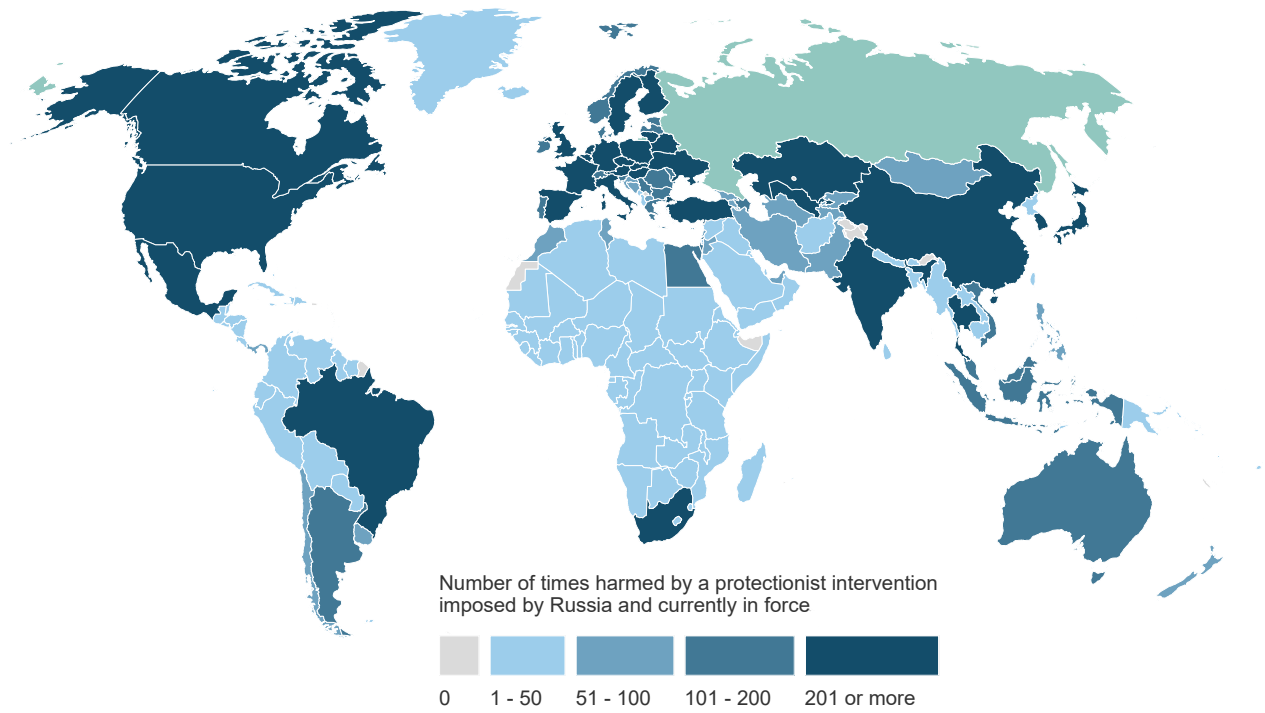 Number of times harmed by a protectionist intervention
imposed by Russia and currently in force
0 1 - 50 51 - 100 101 - 200 201 or more